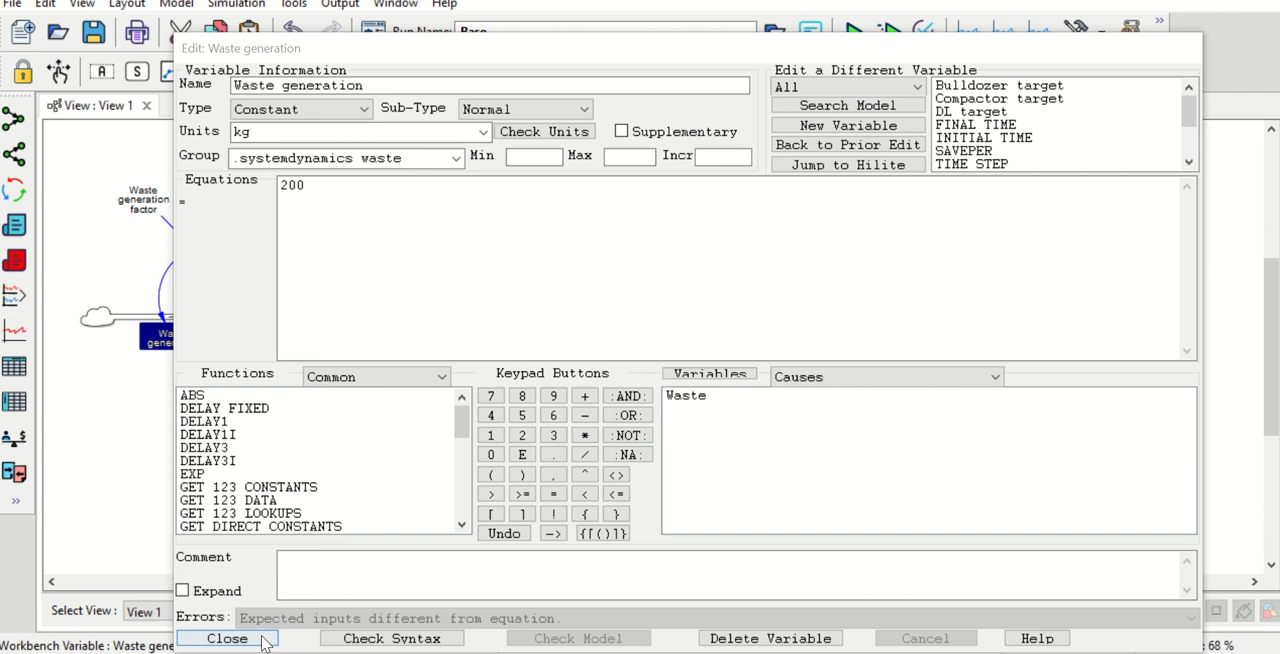 File Edit View Layout Model Simulation Tools Output Window Help
Run Name: Base
Edit: Waste generation
A S
View : View 1
Variable Information
Edit a Different Variable
Name Waste generation
Type Constant Sub-Type Normal
Units kg Check Units Supplementary
Group .systemdynamics waste Min Max Incr
All
Search Model
New Variable
Back to Prior Edit
Jump to Hilite
Bulldozer target
Compactor target
DL target
FINAL TIME
INITIAL TIME
SAVEPER
TIME STEP
Equations
=
200
Waste
generation
factor
Functions Common
ABS
DELAY FIXED
DELAY1
DELAY1I
DELAY3
DELAY3I
EXP
GET 123 CONSTANTS
GET 123 DATA
GET 123 LOOKUPS
GET DIRECT CONSTANTS
Keypad Buttons
7 8 9 + :AND:
4 5 6 - :OR:
1 2 3 * :NOT:
0 E . / :NA:
( ) , ^ <>
> >= = < <=
[ ] ! { }
Undo -> {[()]}
Variables Causes
Waste
Comment
Expand
Errors: Expected inputs different from equation.
Close Check Syntax Check Model Delete Variable Cancel Help
Select View: View 1
Workbench Variable : Waste gene
: 68 %